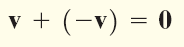 v + (−v) = 0